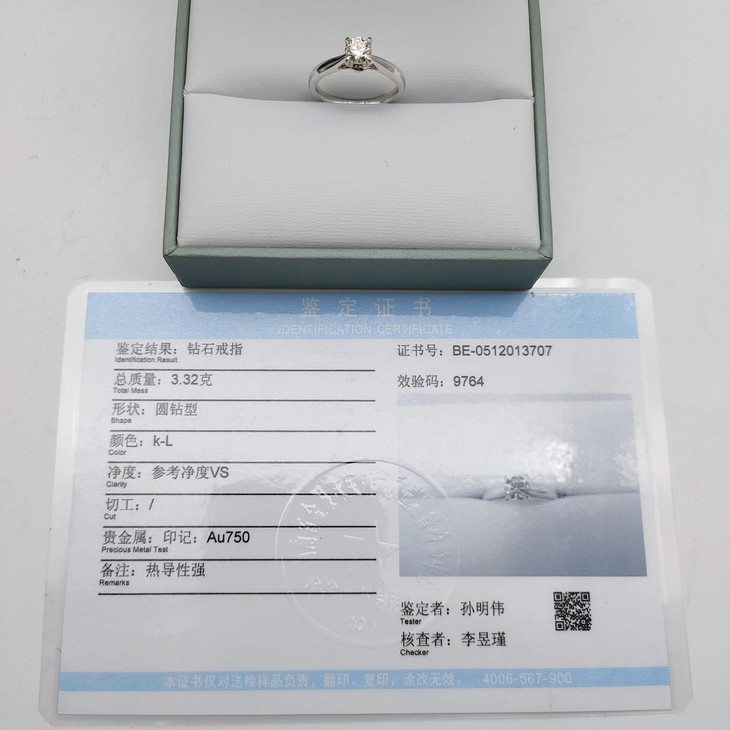 鉴定证书
IDENTIFICATION CERTIFICATE
鉴定结果：钻石戒指
Identification Result
总质量：3.32克
Total Mass
形状：圆钻型
Shape
颜色：k-L
Color
净度：参考净度VS
Clarity
切工：/
Cut
贵金属：印记：Au750
Precious Metal Test
备注：热导性强
Remarks
证书号：BE-0512013707
效验码：9764
鉴定者：孙明伟
Tester
核查者：李昱瑾
Checker
本证书仅对送检样品负责，翻印、复印、涂改无效。 4006-567-900